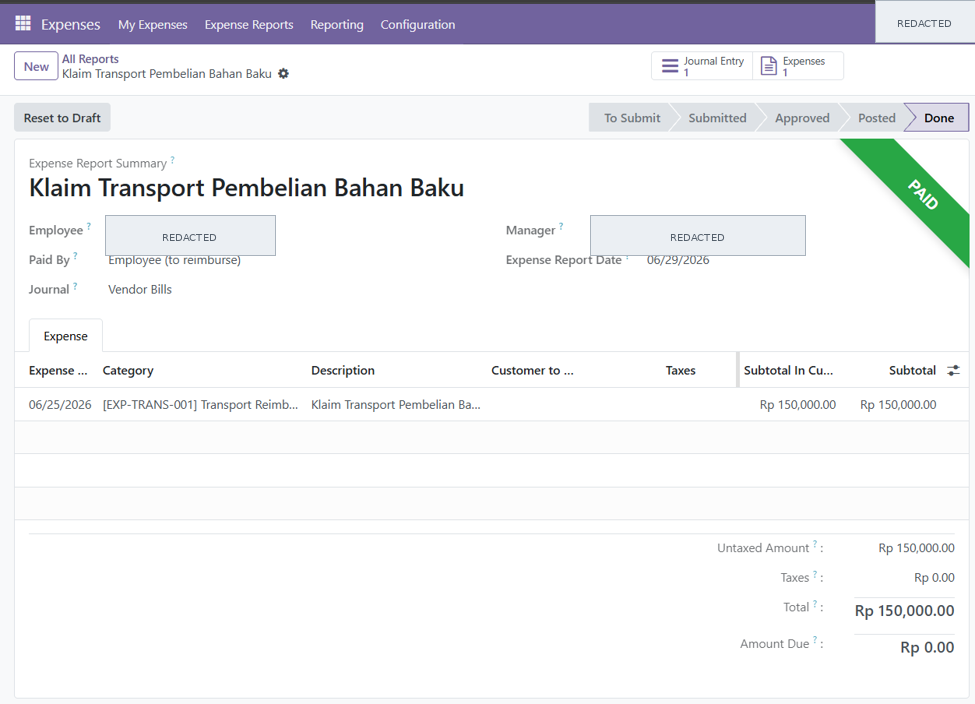 Expenses My Expenses Expense Reports Reporting Configuration REDACTED
New All Reports
Klaim Transport Pembelian Bahan Baku
Journal Entry 1
Expenses 1
Reset to Draft
To Submit Submitted Approved Posted Done
PAID
Expense Report Summary ?
Klaim Transport Pembelian Bahan Baku
Employee ? REDACTED
Manager ? REDACTED
Paid By ? Employee (to reimburse)
Expense Report Date ? 06/29/2026
Journal ? Vendor Bills
Expense
Expense ... Category Description Customer to ... Taxes Subtotal In Cu... Subtotal
06/25/2026 [EXP-TRANS-001] Transport Reimb... Klaim Transport Pembelian Ba... Rp 150,000.00 Rp 150,000.00
Untaxed Amount ? : Rp 150,000.00
Taxes ? : Rp 0.00
Total ? : Rp 150,000.00
Amount Due ? : Rp 0.00